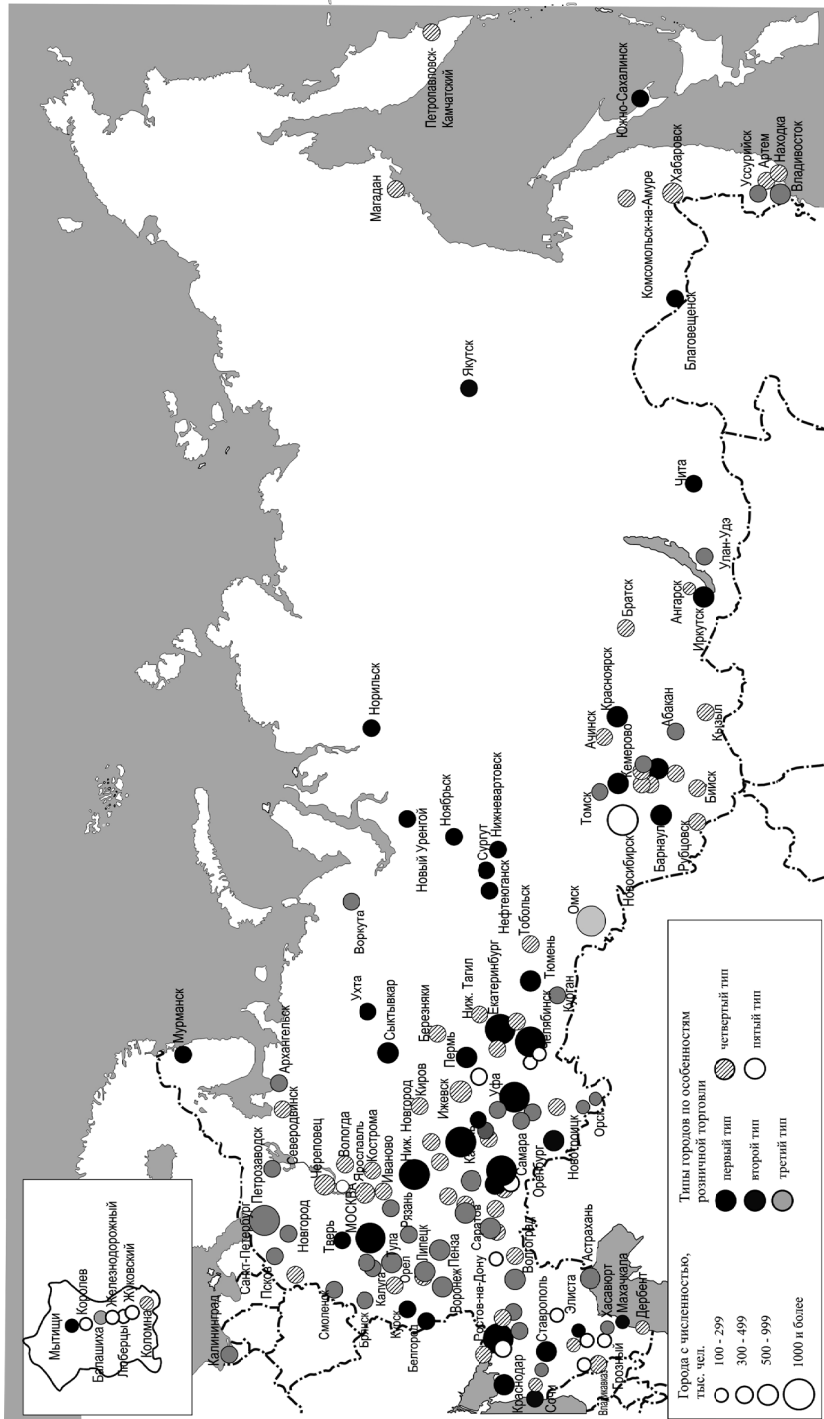 Мытищи
Королев
Балашиха
Железнодорожный
Люберцы
Жуковский
Коломна
Калининград
Мурманск
Санкт-Петербург
Петрозаводск
Северодвинск
Архангельск
Псков
Новгород
Череповец
Вологда
Ярославль
Кострома
Иваново
Тверь
МОСКВА
Смоленск
Брянск
Калуга
Тула
Рязань
Ниж. Новгород
Киров
Сыктывкар
Ухта
Воркута
Курск
Орел
Белгород
Липецк
Воронеж
Пенза
Саратов
Ижевск
Пермь
Березняки
Ниж. Тагил
Екатеринбург
Челябинск
Курган
Тюмень
Тобольск
Уфа
Самара
Оренбург
Новотроицк
Орск
Ростов-на-Дону
Волгоград
Астрахань
Краснодар
Сочи
Ставрополь
Элиста
Владикавказ
Грозный
Хасавюрт
Махачкала
Дербент
Новый Уренгой
Ноябрьск
Сургут
Нижневартовск
Нефтеюганск
Норильск
Омск
Новосибирск
Томск
Кемерово
Барнаул
Рубцовск
Бийск
Ачинск
Красноярск
Абакан
Кызыл
Братск
Ангарск
Иркутск
Улан-Удэ
Чита
Якутск
Благовещенск
Магадан
Петропавловск-
Камчатский
Комсомольск-на-Амуре
Хабаровск
Южно-Сахалинск
Уссурийск
Артем
Находка
Владивосток
Города с численностью,
тыс. чел.
100 - 299
300 - 499
500 - 999
1000 и более
Типы городов по особенностям
розничной торговли
первый тип
второй тип
третий тип
четвертый тип
пятый тип